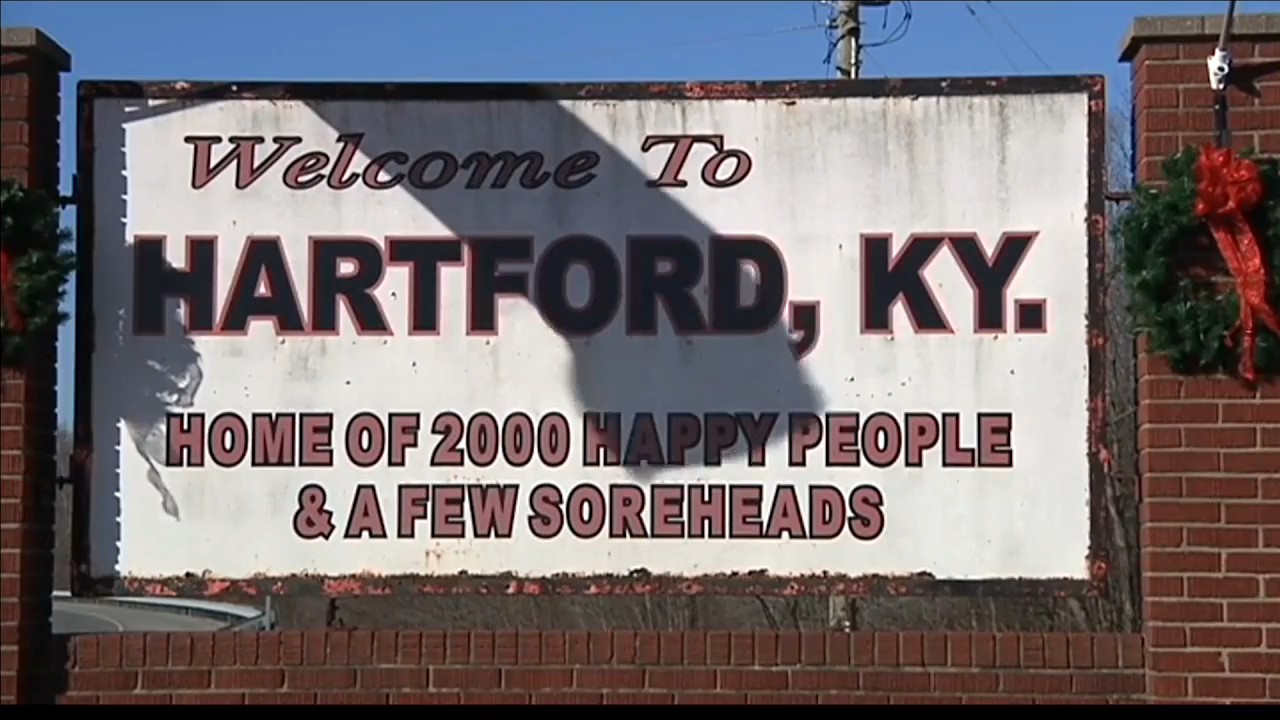 Welcome To
HARTFORD, KY.
HOME OF 2000 HAPPY PEOPLE
& A FEW SOREHEADS